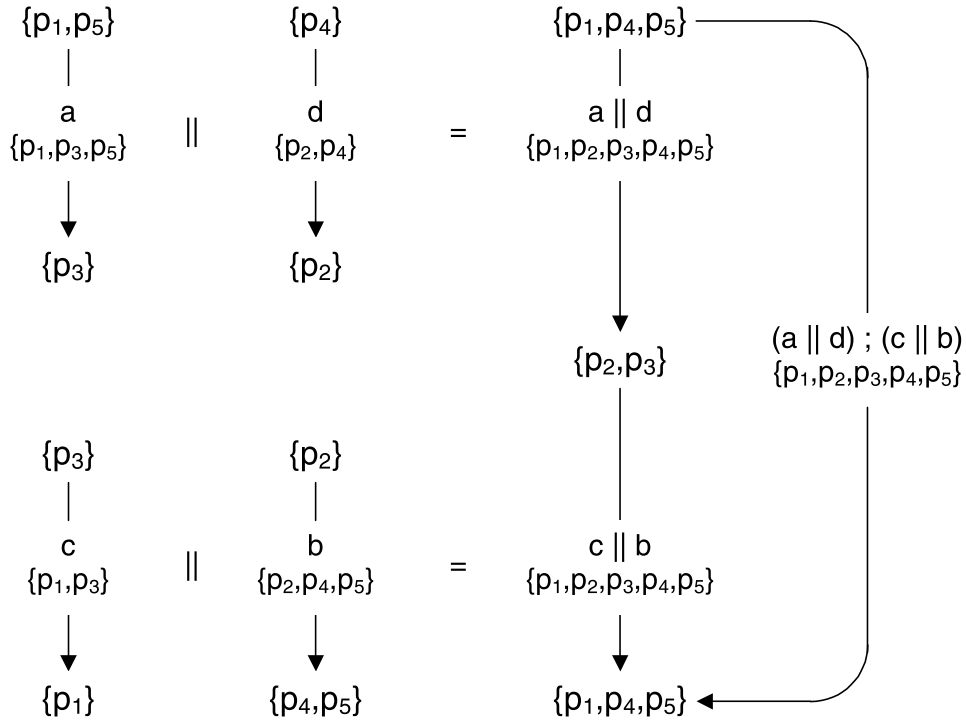 {p₁,p₅} {p₄} {p₁,p₄,p₅}
a || d = a || d
{p₁,p₃,p₅} {p₂,p₄} {p₁,p₂,p₃,p₄,p₅}
{p₃} {p₂}
(a || d) ; (c || b)
{p₂,p₃} {p₁,p₂,p₃,p₄,p₅}
{p₃} {p₂}
c || b = c || b
{p₁,p₃} {p₂,p₄,p₅} {p₁,p₂,p₃,p₄,p₅}
{p₁} {p₄,p₅} {p₁,p₄,p₅}